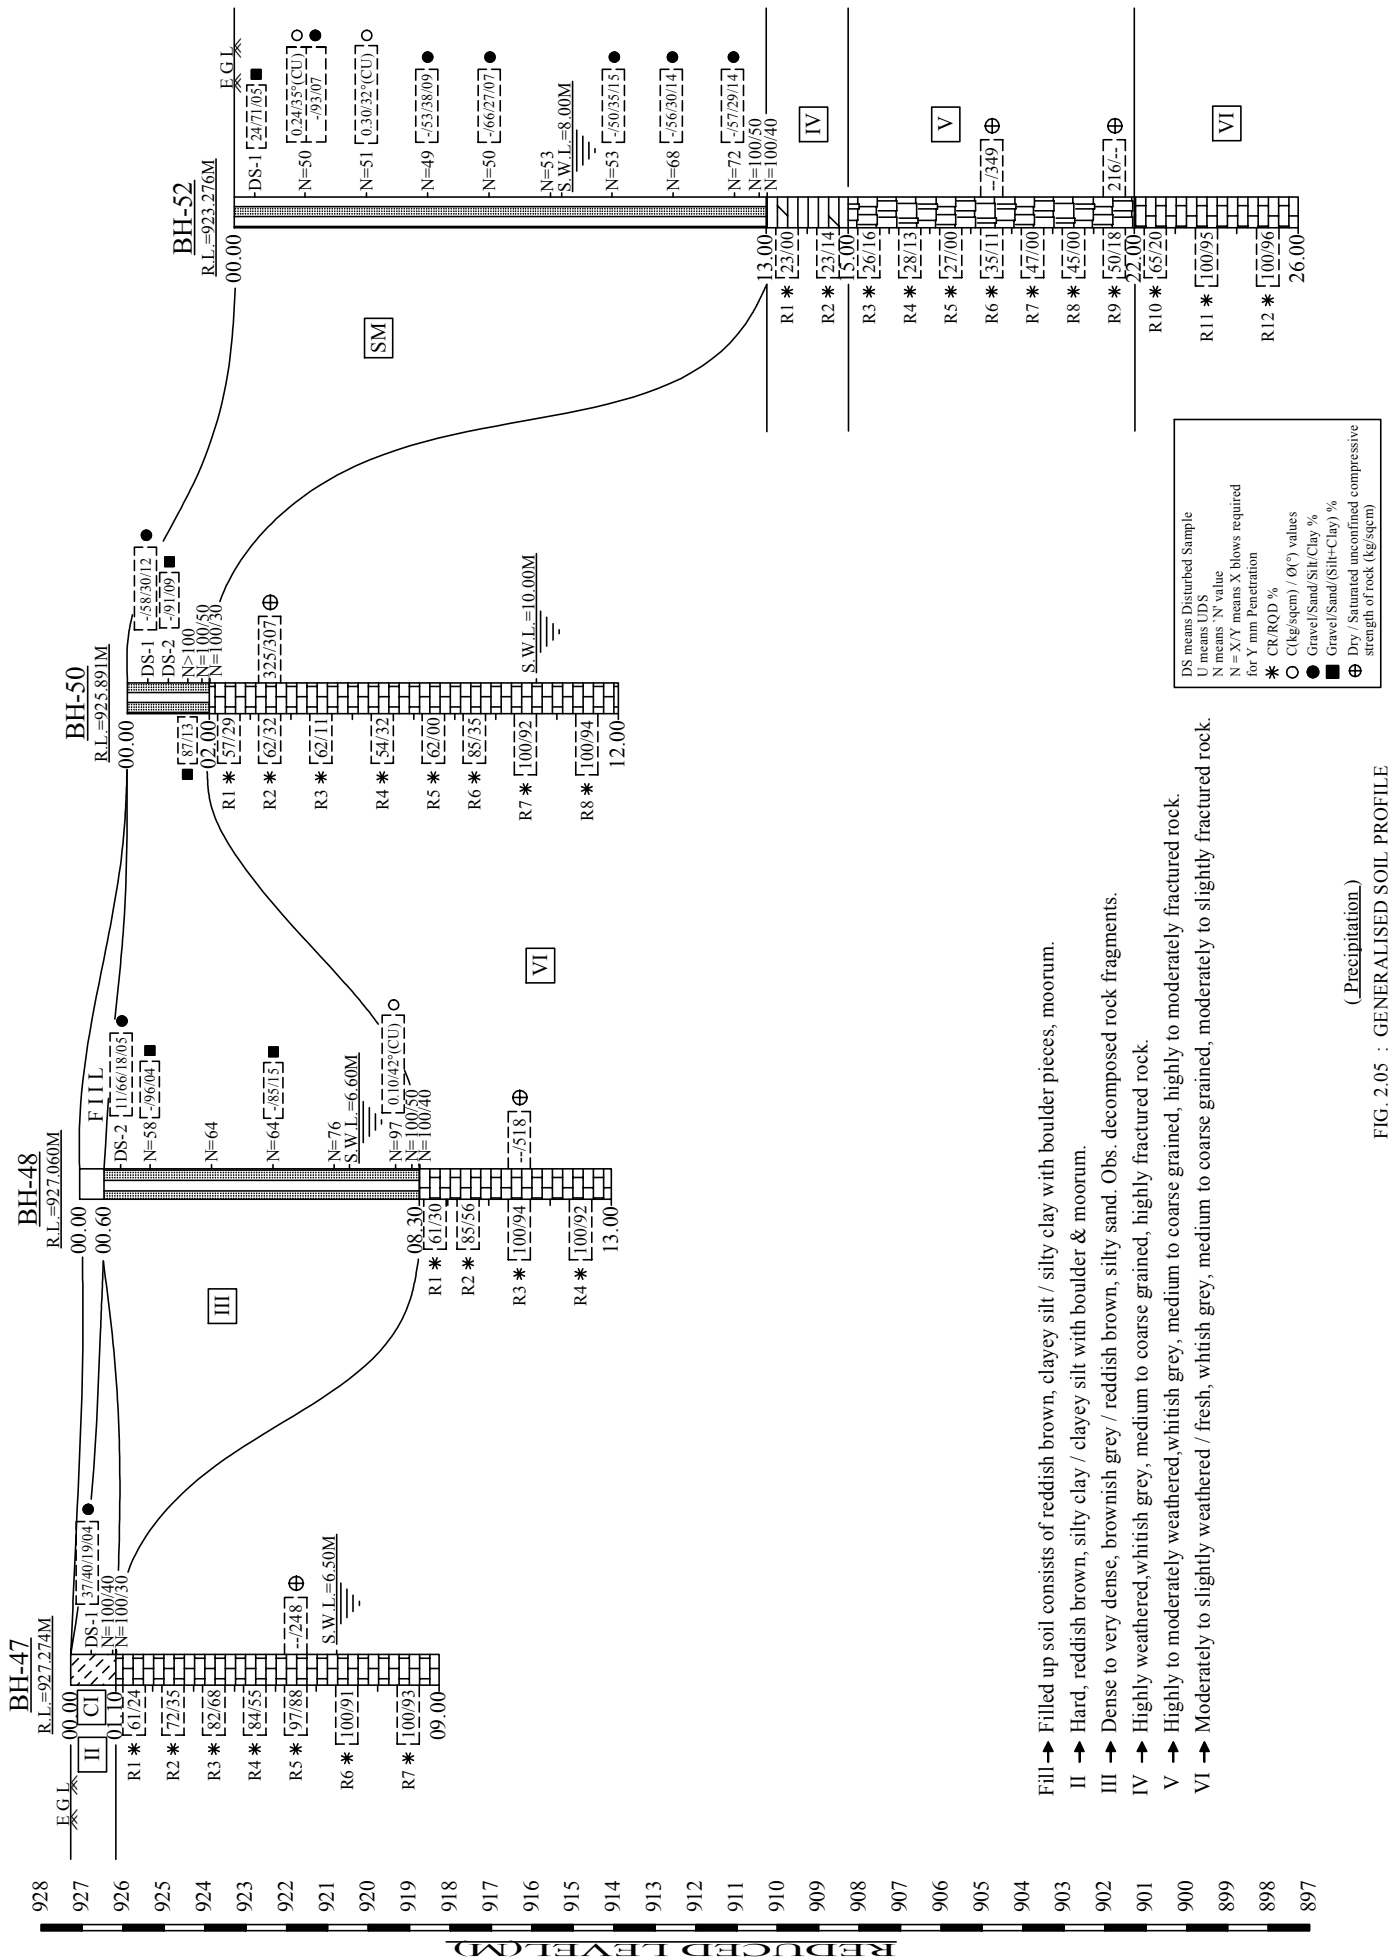 BH-47
R.L.=927.274M
E G L
00.00
CI
II
01.10
DS-1
37/40/19/04
N=100/40
N=100/30
R1 61/24
R2 72/35
R3 82/68
R4 84/55
R5 97/88
--/248
R6 100/91
S.W.L.=6.50M
R7 100/93
09.00
BH-48
R.L.=927.060M
00.00
F I I L
00.60
DS-2
11/66/18/05
N=58
-/96/04
N=64
N=64
-/85/15
III
N=76
S.W.L.=6.60M
N=97
0.10/42°(CU)
N=100/50
N=100/40
08.30
R1 61/30
R2 85/56
R3 100/94
--/518
R4 100/92
13.00
VI
BH-50
R.L.=925.891M
00.00
DS-1
-/58/30/12
DS-2
-/91/09
N>100
87/13
N=100/50
N=100/30
02.00
R1 57/29
R2 62/32
325/307
R3 62/11
R4 54/32
R5 62/00
R6 85/35
R7 100/92
S.W.L.=10.00M
R8 100/94
12.00
BH-52
R.L.=923.276M
E G L
00.00
DS-1
24/71/05
N=50
0.24/35°(CU)
-/93/07
N=51
0.30/32°(CU)
SM
N=49
-/53/38/09
N=50
-/66/27/07
N=53
S.W.L.=8.00M
N=53
-/50/35/15
N=68
-/56/30/14
N=72
-/57/29/14
N=100/50
N=100/40
13.00
R1 23/00
IV
R2 23/14
15.00
R3 26/16
R4 28/13
R5 27/00
V
R6 35/11
--/349
R7 47/00
R8 45/00
R9 50/18
216/--
22.00
R10 65/20
VI
R11 100/95
R12 100/96
26.00
DS means Disturbed Sample
U means UDS
N means `N' value
N = X/Y means X blows required
for Y mm Penetration
CR/RQD %
C(kg/sqcm) / Ø(°) values
Gravel/Sand/Silt/Clay %
Gravel/Sand/(Silt+Clay) %
Dry / Saturated unconfined compressive
strength of rock (kg/sqcm)
Fill → Filled up soil consists of reddish brown, clayey silt / silty clay with boulder pieces, moorum.
II → Hard, reddish brown, silty clay / clayey silt with boulder & moorum.
III → Dense to very dense, brownish grey / reddish brown, silty sand. Obs. decomposed rock fragments.
IV → Highly weathered,whitish grey, medium to coarse grained, highly fractured rock.
V → Highly to moderately weathered,whitish grey, medium to coarse grained, highly to moderately fractured rock.
VI → Moderately to slightly weathered / fresh, whtish grey, medium to coarse grained, moderately to slightly fractured rock.
( Precipitation )
FIG. 2.05 : GENERALISED SOIL PROFILE
REDUCED LEVEL(M)
928
927
926
925
924
923
922
921
920
919
918
917
916
915
914
913
912
911
910
909
908
907
906
905
904
903
902
901
900
899
898
897